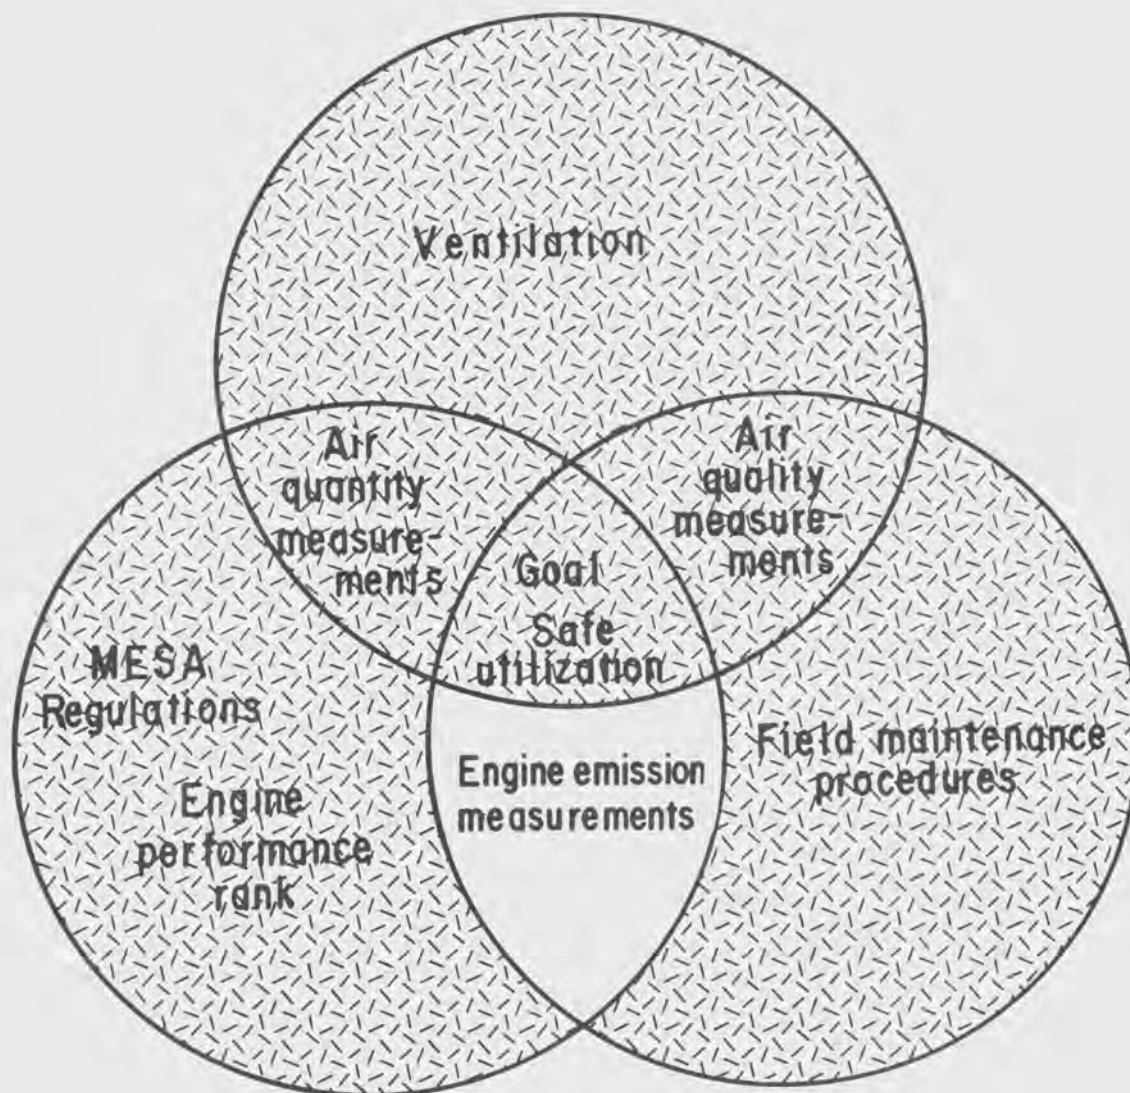 Ventilation
Air
quantity
measure-
ments
Air
quality
measure-
ments
Goal
Safe
utilization
MESA
Regulations
Engine
performance
rank
Engine emission
measurements
Field maintenance
procedures